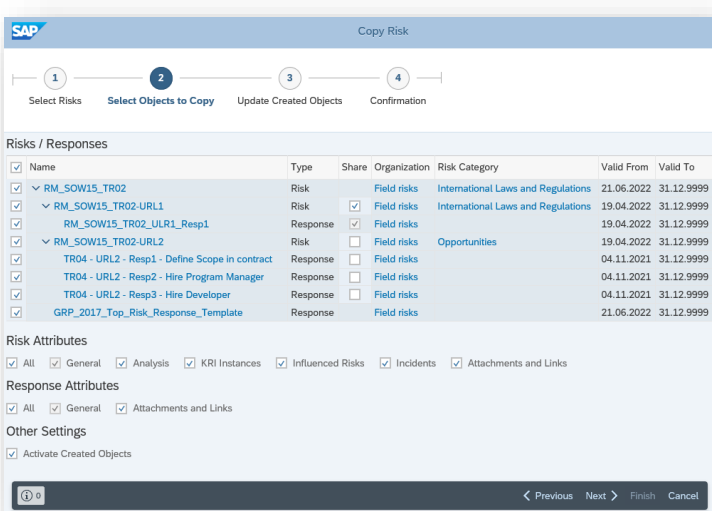 SAP Copy Risk
1 2 3 4
Select Risks Select Objects to Copy Update Created Objects Confirmation
Risks / Responses
Name Type Share Organization Risk Category Valid From Valid To
RM_SOW15_TR02 Risk Field risks International Laws and Regulations 21.06.2022 31.12.9999
RM_SOW15_TR02-URL1 Risk Field risks International Laws and Regulations 19.04.2022 31.12.9999
RM_SOW15_TR02_ULR1_Resp1 Response Field risks 19.04.2022 31.12.9999
RM_SOW15_TR02-URL2 Risk Field risks Opportunities 19.04.2022 31.12.9999
TR04 - URL2 - Resp1 - Define Scope in contract Response Field risks 04.11.2021 31.12.9999
TR04 - URL2 - Resp2 - Hire Program Manager Response Field risks 04.11.2021 31.12.9999
TR04 - URL2 - Resp3 - Hire Developer Response Field risks 04.11.2021 31.12.9999
GRP_2017_Top_Risk_Response_Template Response Field risks 21.06.2022 31.12.9999
Risk Attributes
All General Analysis KRI Instances Influenced Risks Incidents Attachments and Links
Response Attributes
All General Attachments and Links
Other Settings
Activate Created Objects
0 Previous Next Finish Cancel